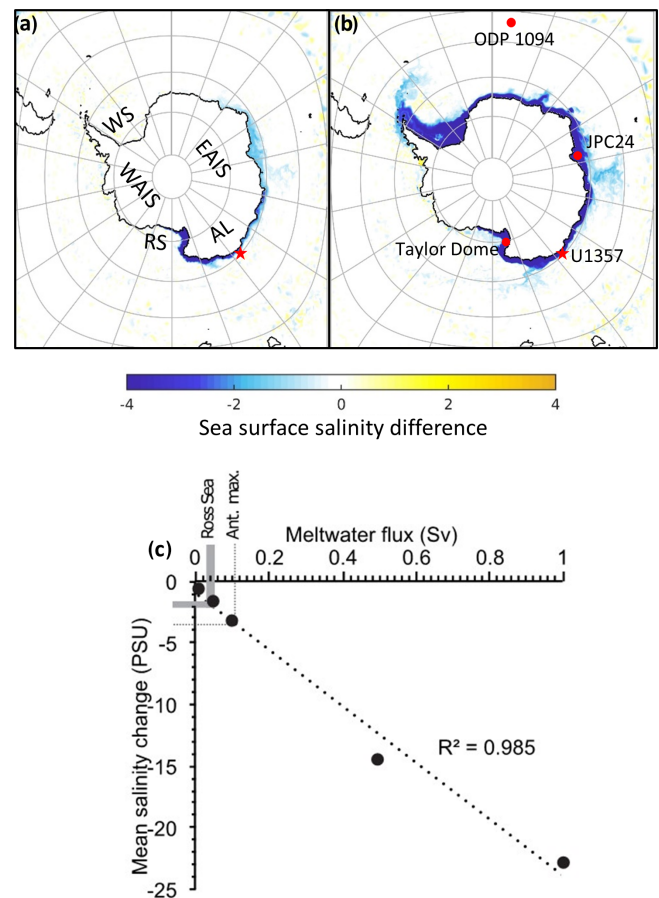 (a)
WS
EAIS
WAIS
RS
AL
(b)
ODP 1094
JPC24
Taylor Dome
U1357
-4 -2 0 2 4
Sea surface salinity difference
Ross Sea
Ant. max.
(c)
Meltwater flux (Sv)
0 0.2 0.4 0.6 0.8 1
Mean salinity change (PSU)
0
-5
-10
-15
-20
-25
R² = 0.985